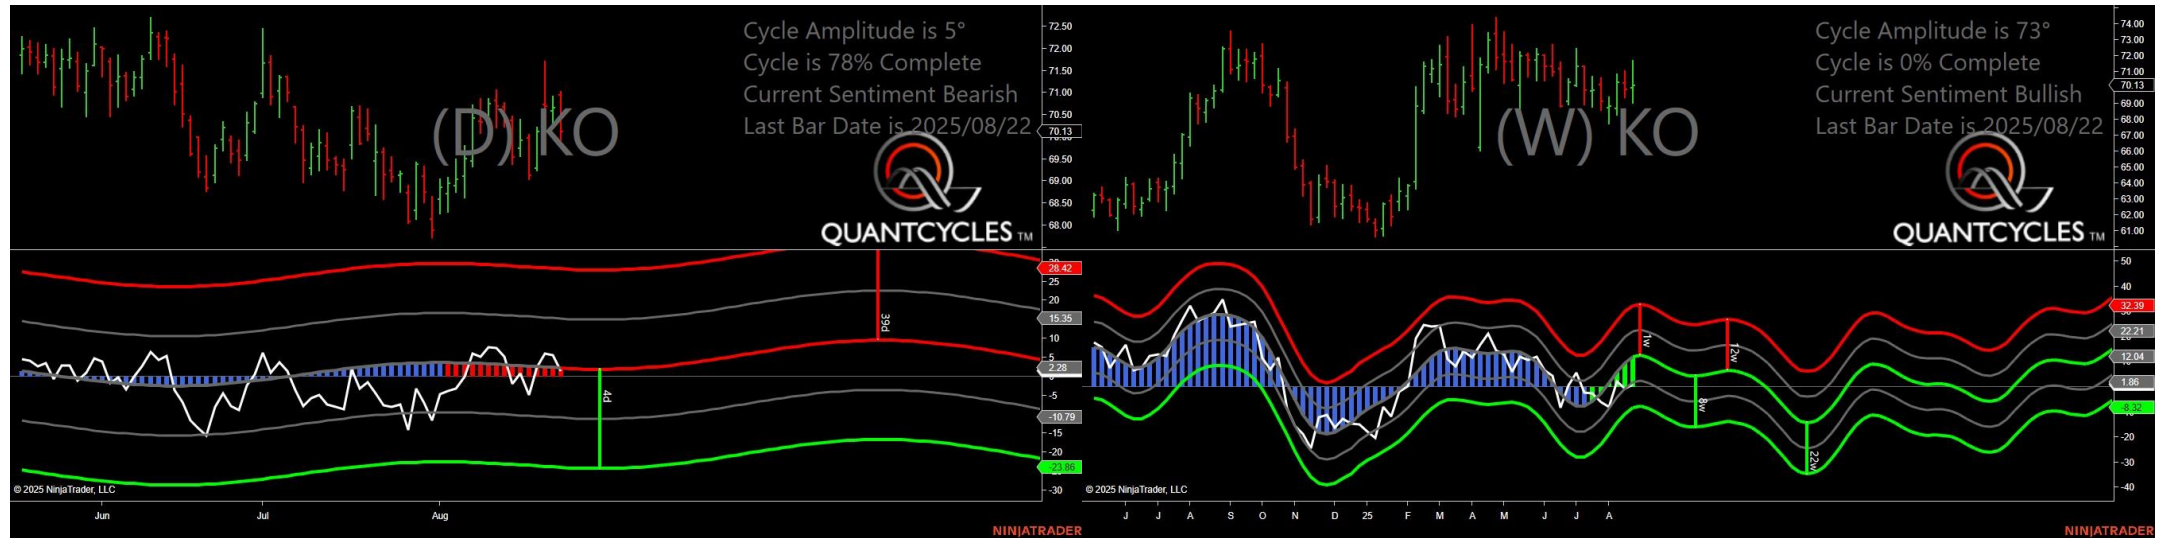 Cycle Amplitude is 5°
Cycle is 78% Complete
Current Sentiment Bearish
Last Bar Date is 2025/08/22
(D) KO
QUANTCYCLES TM
72.50
72.00
71.50
71.00
70.50
70.13
69.50
69.00
68.50
68.00
28.42
25
20
15.35
10
5
2.28
-5
-10.79
-15
-23.86
-30
39d
4d
© 2025 NinjaTrader, LLC
Jun Jul Aug
NINJATRADER
Cycle Amplitude is 73°
Cycle is 0% Complete
Current Sentiment Bullish
Last Bar Date is 2025/08/22
(W) KO
QUANTCYCLES TM
74.00
73.00
72.00
71.00
70.13
69.00
68.00
67.00
66.00
65.00
64.00
63.00
62.00
61.00
50
40
32.39
22.21
12.04
1.86
-8.32
-20
-30
-40
1w
12w
8w
22w
© 2025 NinjaTrader, LLC
J J A S O N D 25 F M A M J J A
NINJATRADER